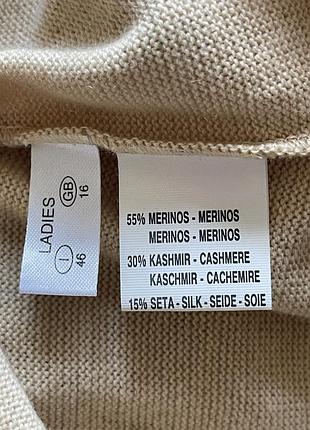 LADIES
GB 16
I 46
55% MERINOS - MERINOS
MERINOS - MERINOS
30% KASHMIR - CASHMERE
KASCHMIR - CACHEMIRE
15% SETA - SILK - SEIDE - SOIE